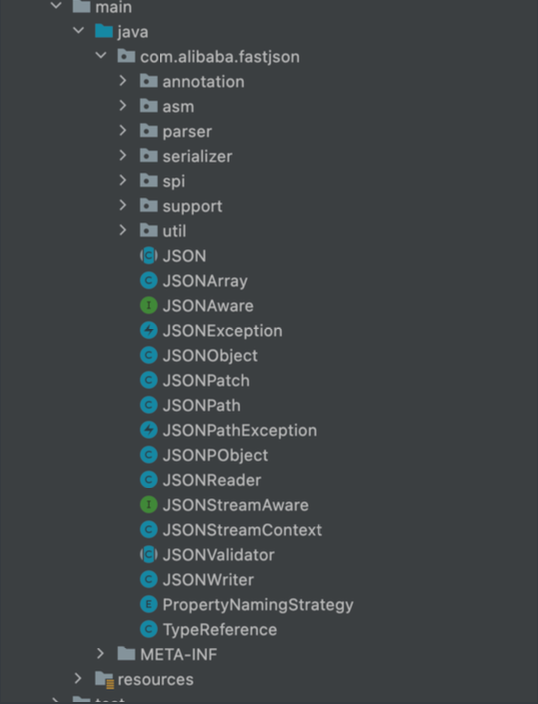 main
java
com.alibaba.fastjson
annotation
asm
parser
serializer
spi
support
util
JSON
JSONArray
JSONAware
JSONException
JSONObject
JSONPatch
JSONPath
JSONPathException
JSONPObject
JSONReader
JSONStreamAware
JSONStreamContext
JSONValidator
JSONWriter
PropertyNamingStrategy
TypeReference
META-INF
resources